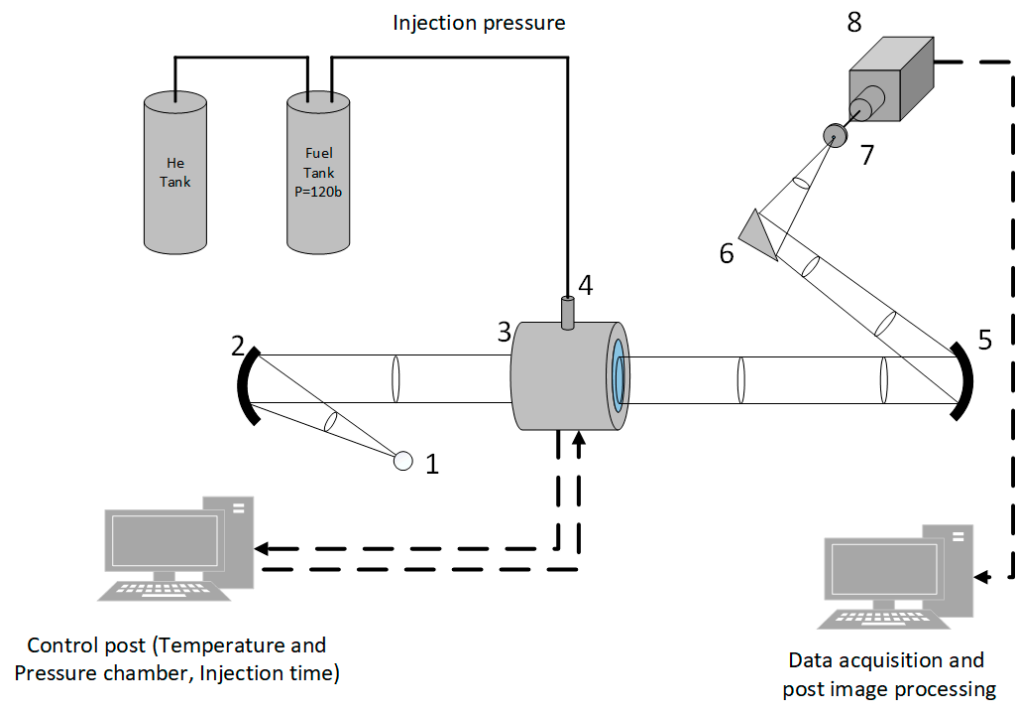 Injection pressure
8
He
Tank
Fuel
Tank
P=120b
7
6
4
3
5
2
1
Control post (Temperature and
Pressure chamber, Injection time)
Data acquisition and
post image processing